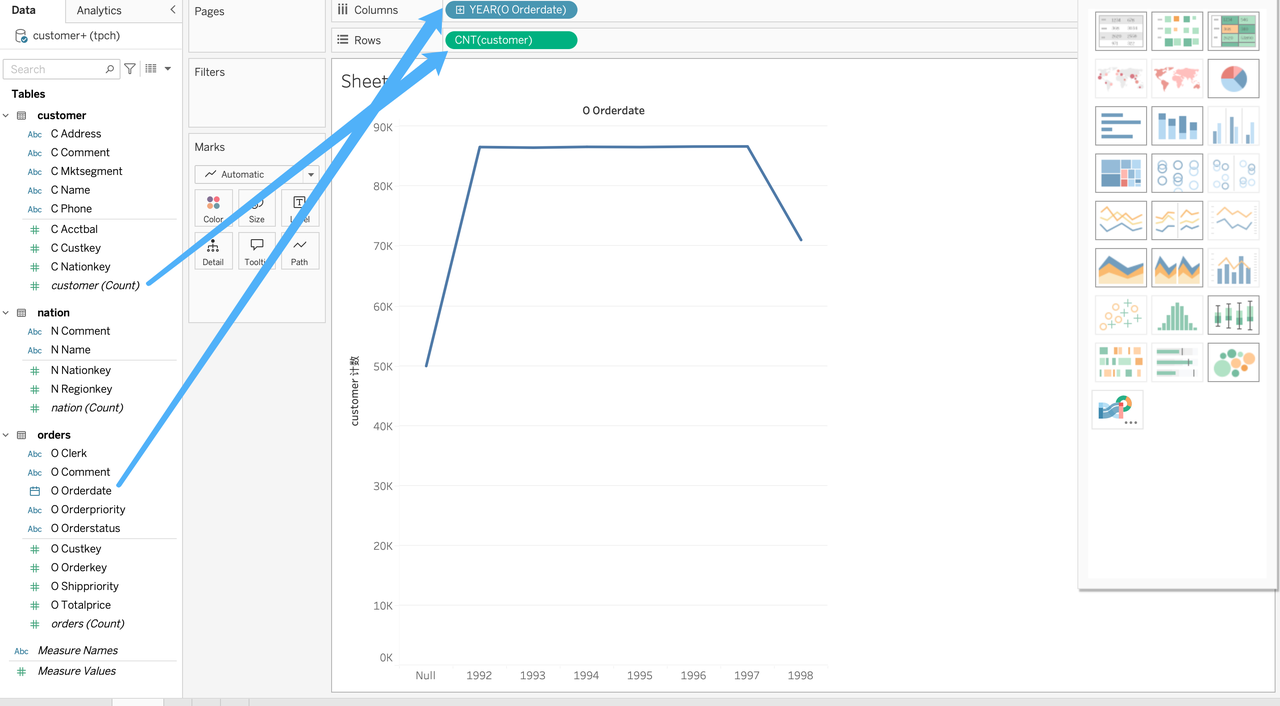 Data
Analytics
customer+ (tpch)
Search
Tables
customer
Abc C Address
Abc C Comment
Abc C Mktsegment
Abc C Name
Abc C Phone
C Acctbal
C Custkey
C Nationkey
customer (Count)
nation
Abc N Comment
Abc N Name
N Nationkey
N Regionkey
nation (Count)
orders
Abc O Clerk
Abc O Comment
O Orderdate
Abc O Orderpriority
Abc O Orderstatus
O Custkey
O Orderkey
O Shippriority
O Totalprice
orders (Count)
Abc Measure Names
Measure Values
Pages
Filters
Marks
Automatic
Color
Size
Label
Detail
Path
Columns
YEAR(O Orderdate)
Rows
CNT(customer)
Sheet
O Orderdate
customer 计数
90K
80K
70K
60K
50K
40K
30K
20K
10K
0K
Null 1992 1993 1994 1995 1996 1997 1998